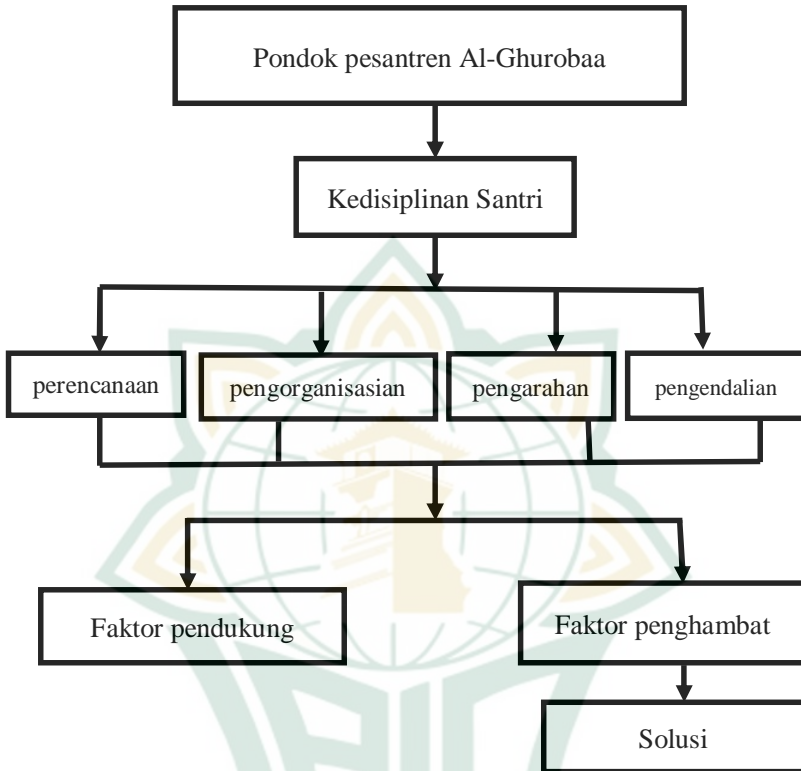 Pondok pesantren Al-Ghurobaa
Kedisiplinan Santri
perencanaan
pengorganisasian
pengarahan
pengendalian
Faktor pendukung
Faktor penghambat
Solusi